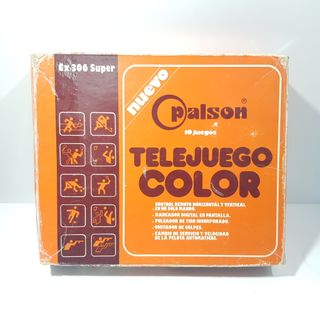 Cx 306 Super
nuevo
Palson
10 juegos
TELEJUEGO
COLOR
· CONTROL REMOTO HORIZONTAL Y VERTICAL
EN UN SOLO MANDO.
· MARCADOR DIGITAL EN PANTALLA.
· PULSADOR DE TIRO INCORPORADO.
· CONTADOR DE GOLPES.
· CAMBIO DE SERVICIO Y VELOCIDAD
DE LA PELOTA AUTOMATICOS.